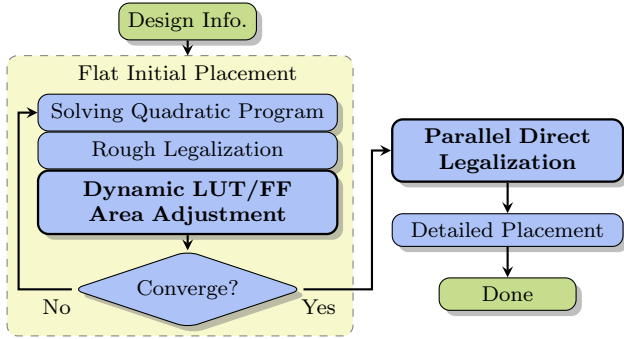 Design Info.
Flat Initial Placement
Solving Quadratic Program
Rough Legalization
Dynamic LUT/FF
Area Adjustment
Converge?
No
Yes
Parallel Direct
Legalization
Detailed Placement
Done